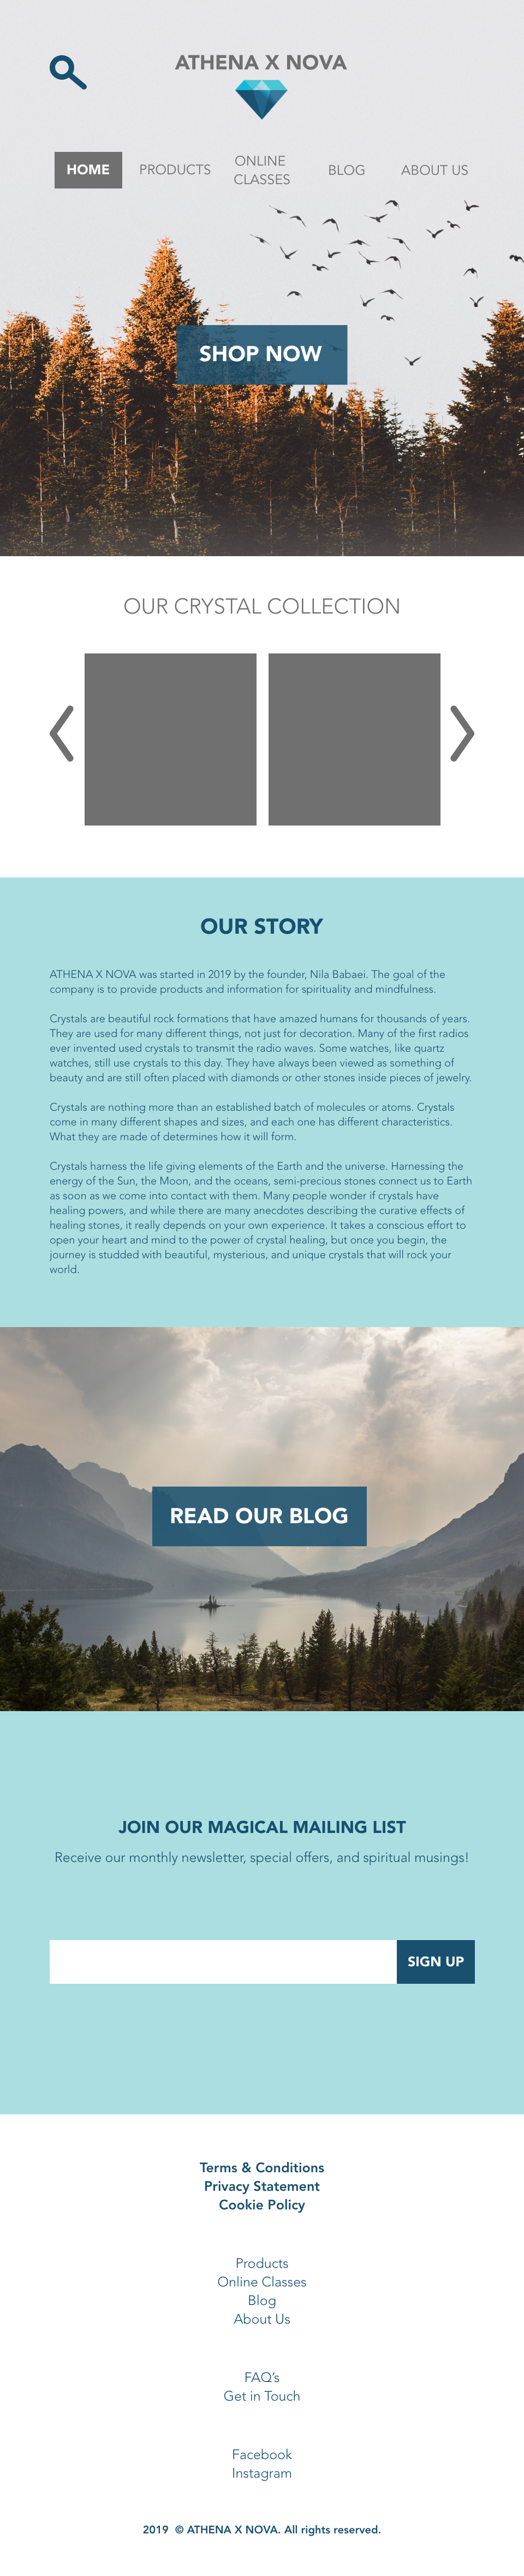 ATHENA X NOVA
HOME
PRODUCTS
ONLINE
CLASSES
BLOG
ABOUT US
SHOP NOW
OUR CRYSTAL COLLECTION
OUR STORY
ATHENA X NOVA was started in 2019 by the founder, Nila Babaei. The goal of the
company is to provide products and information for spirituality and mindfulness.
Crystals are beautiful rock formations that have amazed humans for thousands of years.
They are used for many different things, not just for decoration. Many of the first radios
ever invented used crystals to transmit the radio waves. Some watches, like quartz
watches, still use crystals to this day. They have always been viewed as something of
beauty and are still often placed with diamonds or other stones inside pieces of jewelry.
Crystals are nothing more than an established batch of molecules or atoms. Crystals
come in many different shapes and sizes, and each one has different characteristics.
What they are made of determines how it will form.
Crystals harness the life giving elements of the Earth and the universe. Harnessing the
energy of the Sun, the Moon, and the oceans, semi-precious stones connect us to Earth
as soon as we come into contact with them. Many people wonder if crystals have
healing powers, and while there are many anecdotes describing the curative effects of
healing stones, it really depends on your own experience. It takes a conscious effort to
open your heart and mind to the power of crystal healing, but once you begin, the
journey is studded with beautiful, mysterious, and unique crystals that will rock your
world.
READ OUR BLOG
JOIN OUR MAGICAL MAILING LIST
Receive our monthly newsletter, special offers, and spiritual musings!
SIGN UP
Terms & Conditions
Privacy Statement
Cookie Policy
Products
Online Classes
Blog
About Us
FAQ's
Get in Touch
Facebook
Instagram
2019 © ATHENA X NOVA. All rights reserved.